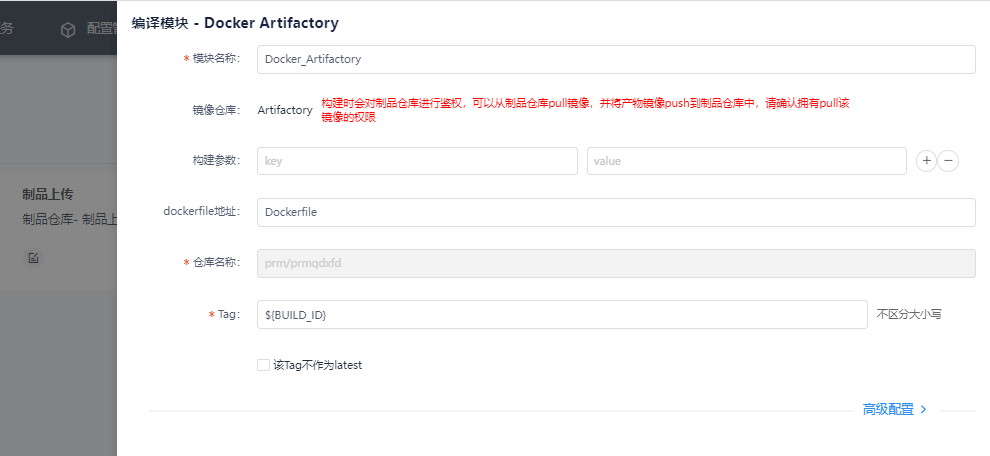 编译模块 - Docker Artifactory
务
配置管
* 模块名称:
Docker_Artifactory
镜像仓库:
Artifactory
构建时会对制品仓库进行鉴权，可以从制品仓库pull镜像，并将产物镜像push到制品仓库中，请确认拥有pull该
镜像的权限
构建参数:
key
value
制品上传
制品仓库- 制品上
dockerfile地址:
Dockerfile
* 仓库名称:
prm/prmqdxfd
* Tag:
${BUILD_ID}
不区分大小写
该Tag不作为latest
高级配置 >